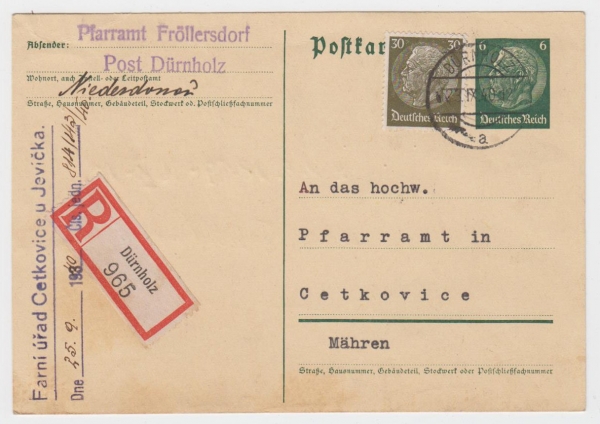 Pfarramt Fröllersdorf
Absender:
Post Dürnholz
Wohnort, auch Zustell- oder Leitpostamt
Niederdonau
Straße, Hausnummer, Gebäudeteil, Stockwerk od. Postschließfachnummer
Postkar
30 30
Deutsches Reich
6 6
Deutsches Reich
a
An das hochw.
Pfarramt in
Cetkovice
Mähren
Straße, Hausnummer, Gebäudeteil, Stockwerk oder Postschließfachnummer
R
Dürnholz
965
Farní úřad Cetkovice u Jevíčka.
Dne 25. 9. 1940 Čís. jedn.